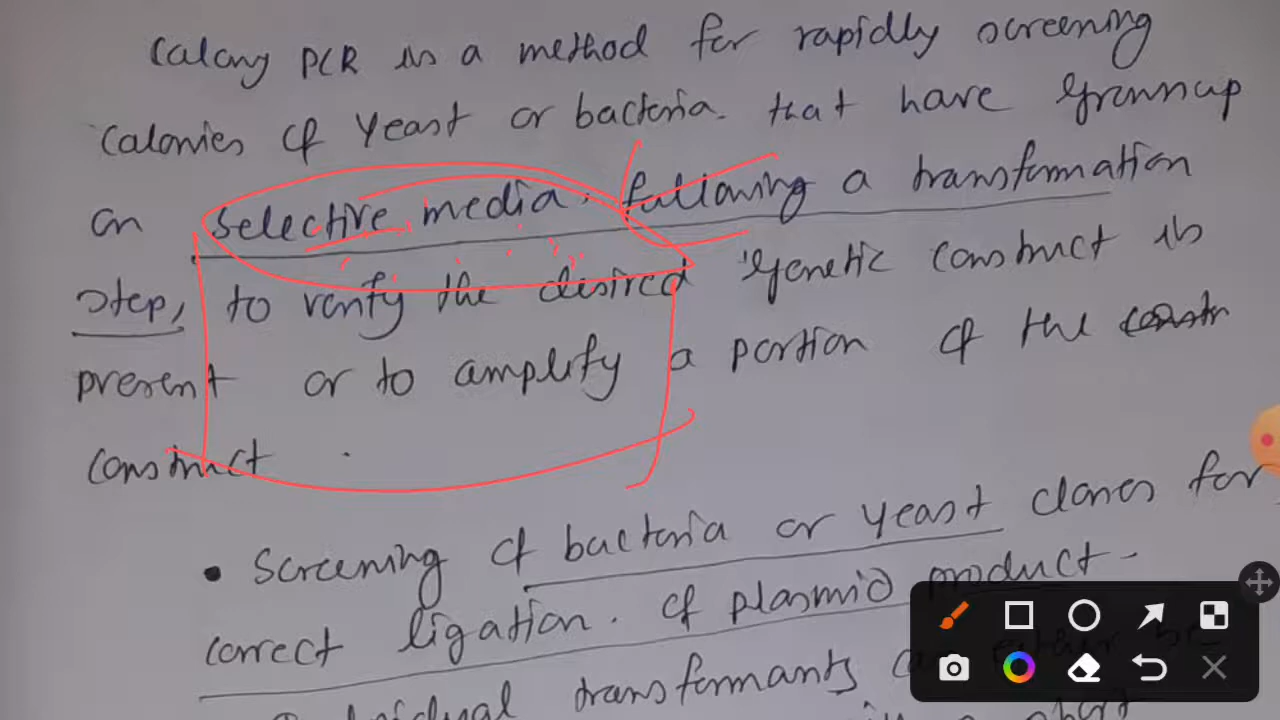 Colony PCR is a method for rapidly screening
colonies of yeast or bacteria. that have grown up
on selective media. following a transformation
step, to verify the desired genetic construct is
present or to amplify a portion of the constr
construct.
• Screening of bacteria or yeast clones for
correct ligation. of plasmid product -
transformants